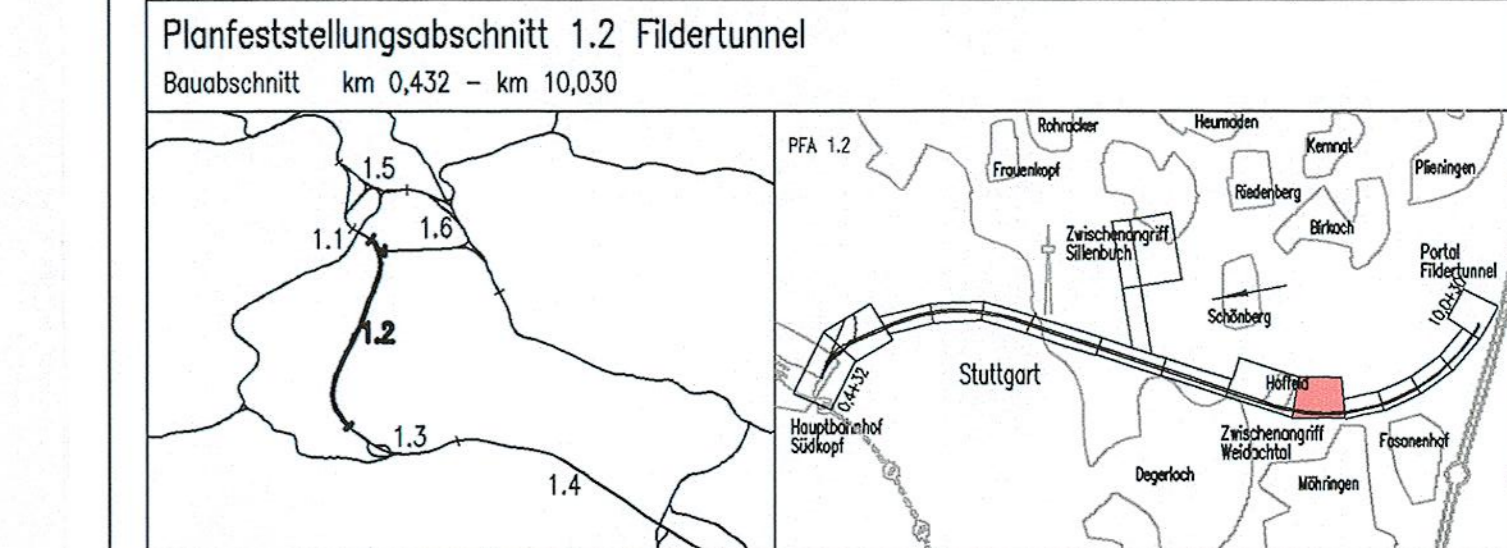 Planfeststellungsabschnitt 1.2 Fildertunnel
Bauabschnitt km 0,432 – km 10,030
1.5
1.6
1.1
1.2
1.3
1.4
PFA 1.2
Rohracker
Heumaden
Kemnat
Frauenkopf
Riedenberg
Plieningen
Birkach
Zwischenangriff
Sillenbuch
Portal
Fildertunnel
10,0+30
Schönberg
Stuttgart
Hoffeld
0,4+32
Hauptbahnhof
Südkopf
Zwischenangriff
Weidachtal
Fasanenhof
Degerloch
Möhringen